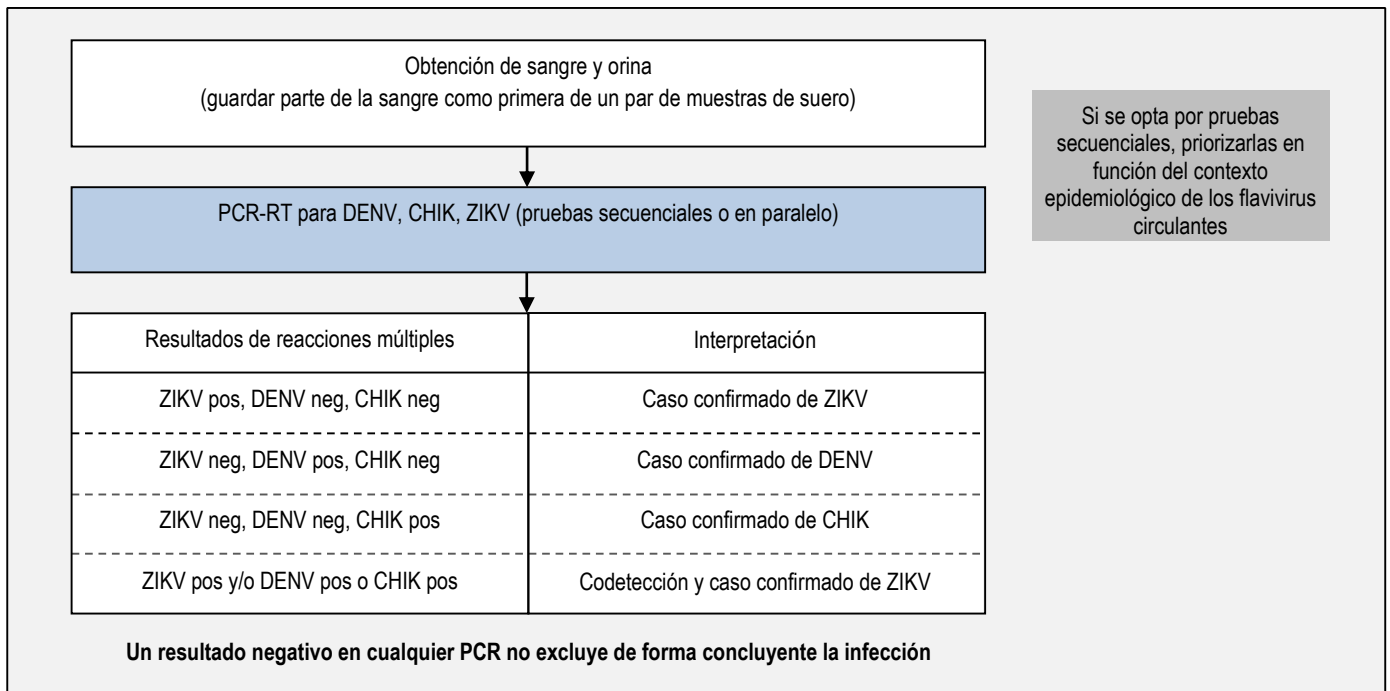 Obtención de sangre y orina
(guardar parte de la sangre como primera de un par de muestras de suero)
Si se opta por pruebas
secuenciales, priorizarlas en
función del contexto
epidemiológico de los flavivirus
circulantes
PCR-RT para DENV, CHIK, ZIKV (pruebas secuenciales o en paralelo)
Resultados de reacciones múltiples
Interpretación
ZIKV pos, DENV neg, CHIK neg
Caso confirmado de ZIKV
ZIKV neg, DENV pos, CHIK neg
Caso confirmado de DENV
ZIKV neg, DENV neg, CHIK pos
Caso confirmado de CHIK
ZIKV pos y/o DENV pos o CHIK pos
Codetección y caso confirmado de ZIKV
Un resultado negativo en cualquier PCR no excluye de forma concluyente la infección